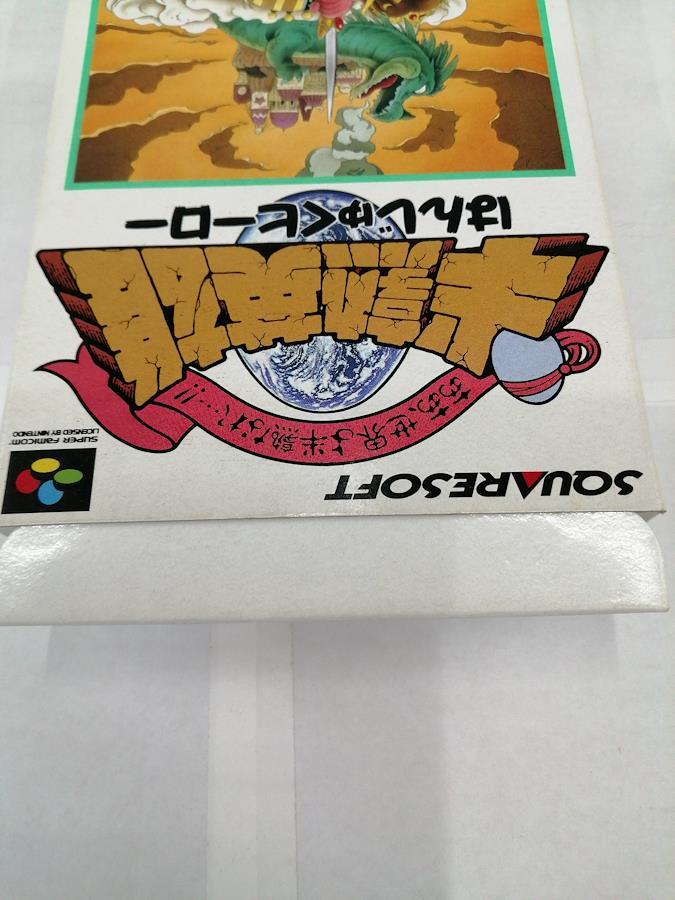 SQUARESOFT
SUPER FAMICOM
LICENSED BY NINTENDO
ああ、世界よ半熟なれ…!!
半熟英雄
はんじゅくヒーロー